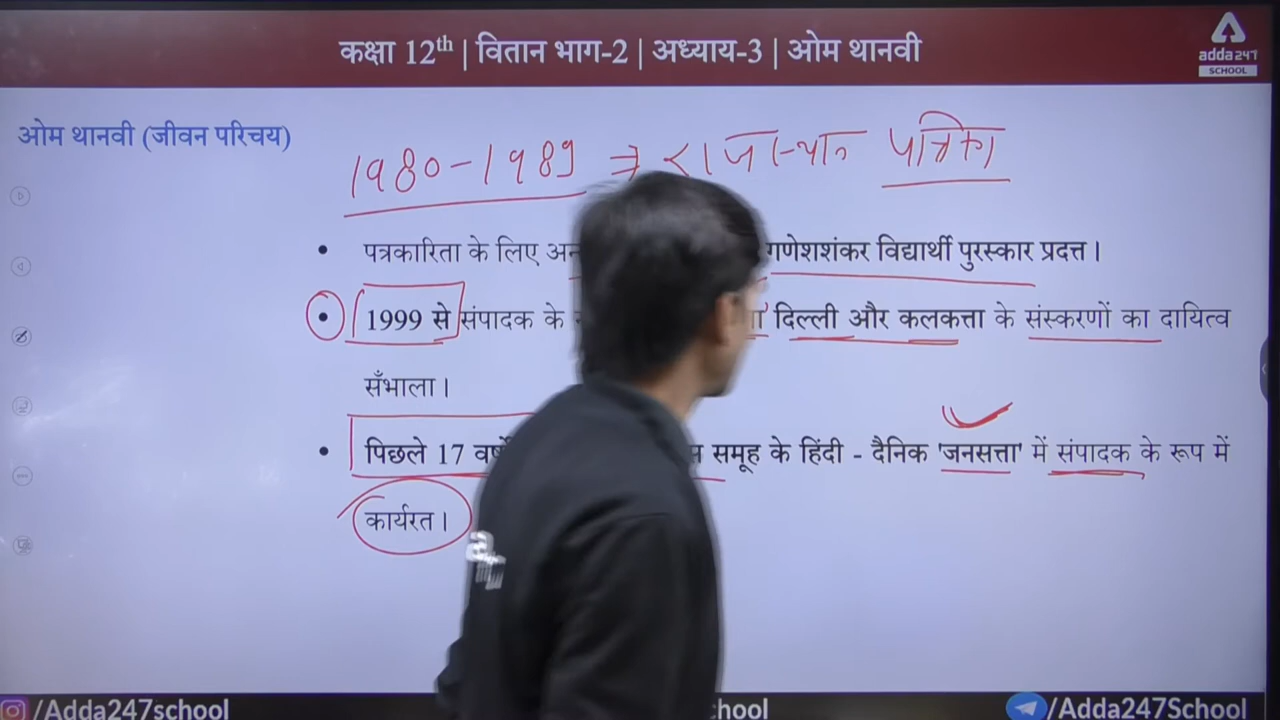 कक्षा 12th | वितान भाग-2 | अध्याय-3 | ओम थानवी
adda247
SCHOOL
ओम थानवी (जीवन परिचय)
1980-1989 ⇒ राजस्थान पत्रिका
• पत्रकारिता के लिए गणेशशंकर विद्यार्थी पुरस्कार प्रदत्त।
• 1999 से संपादक के दिल्ली और कलकत्ता के संस्करणों का दायित्व
सँभाला।
• पिछले 17 समूह के हिंदी - दैनिक 'जनसत्ता' में संपादक के रूप में
कार्यरत।
/Adda247school
/Adda247School